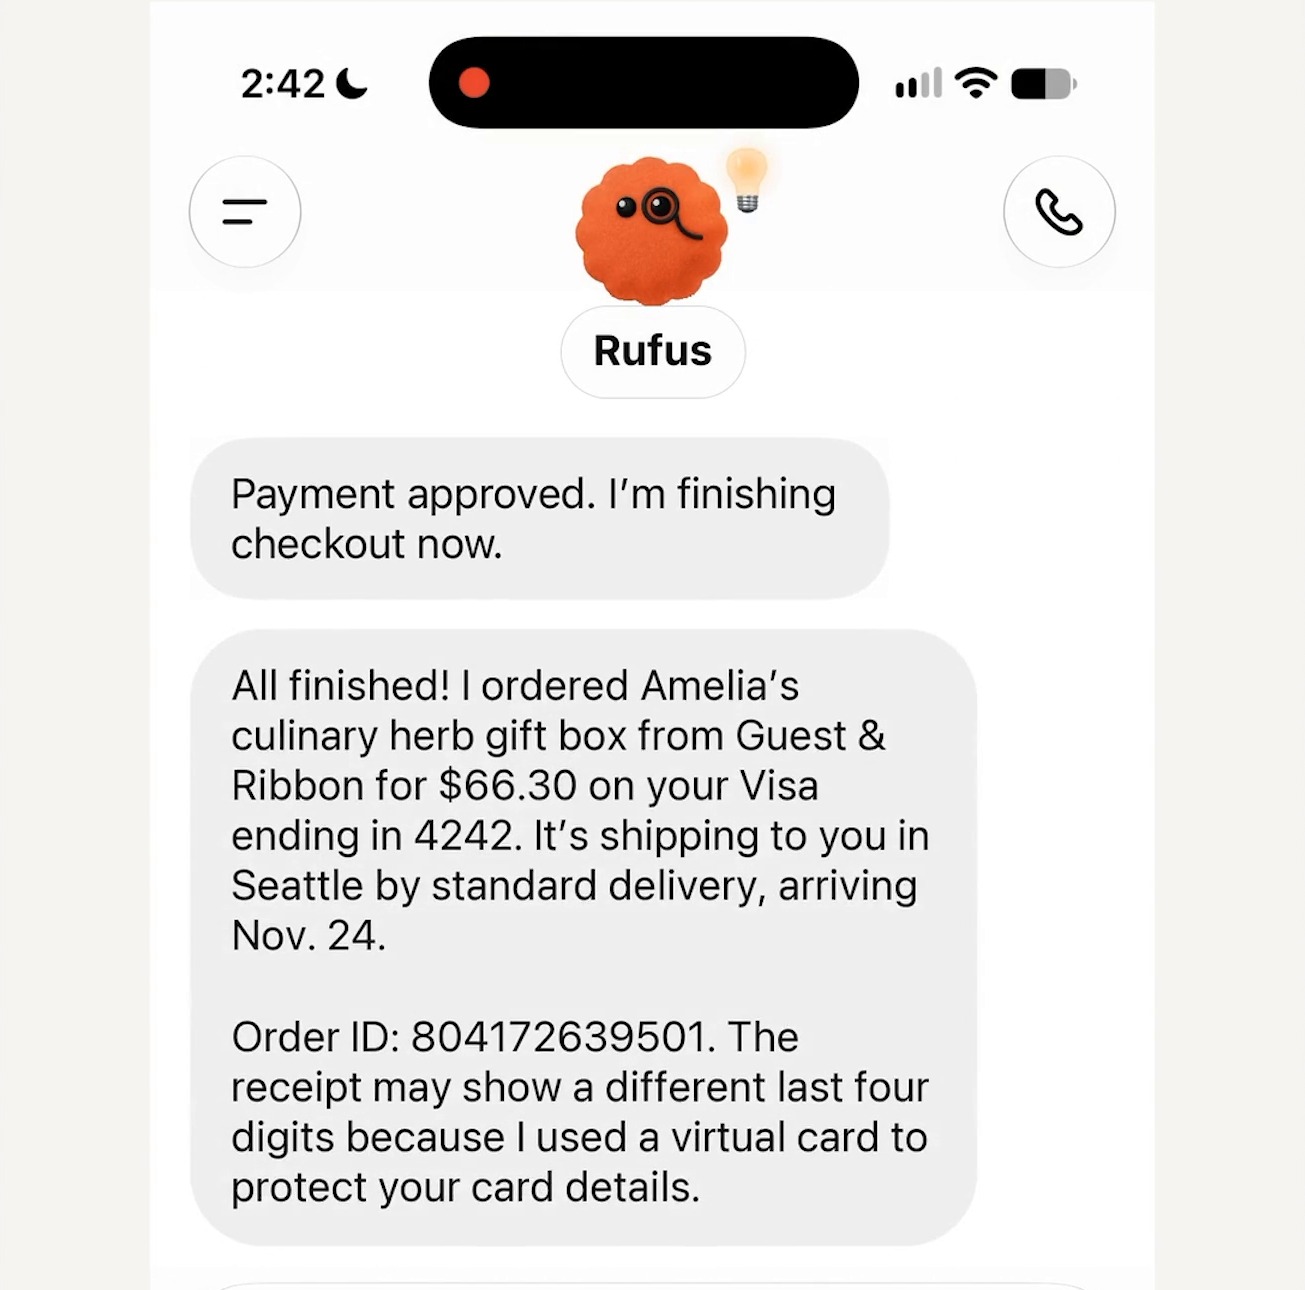 2:42
Rufus
Payment approved. I’m finishing
checkout now.
All finished! I ordered Amelia’s
culinary herb gift box from Guest &
Ribbon for $66.30 on your Visa
ending in 4242. It’s shipping to you in
Seattle by standard delivery, arriving
Nov. 24.
Order ID: 804172639501. The
receipt may show a different last four
digits because I used a virtual card to
protect your card details.